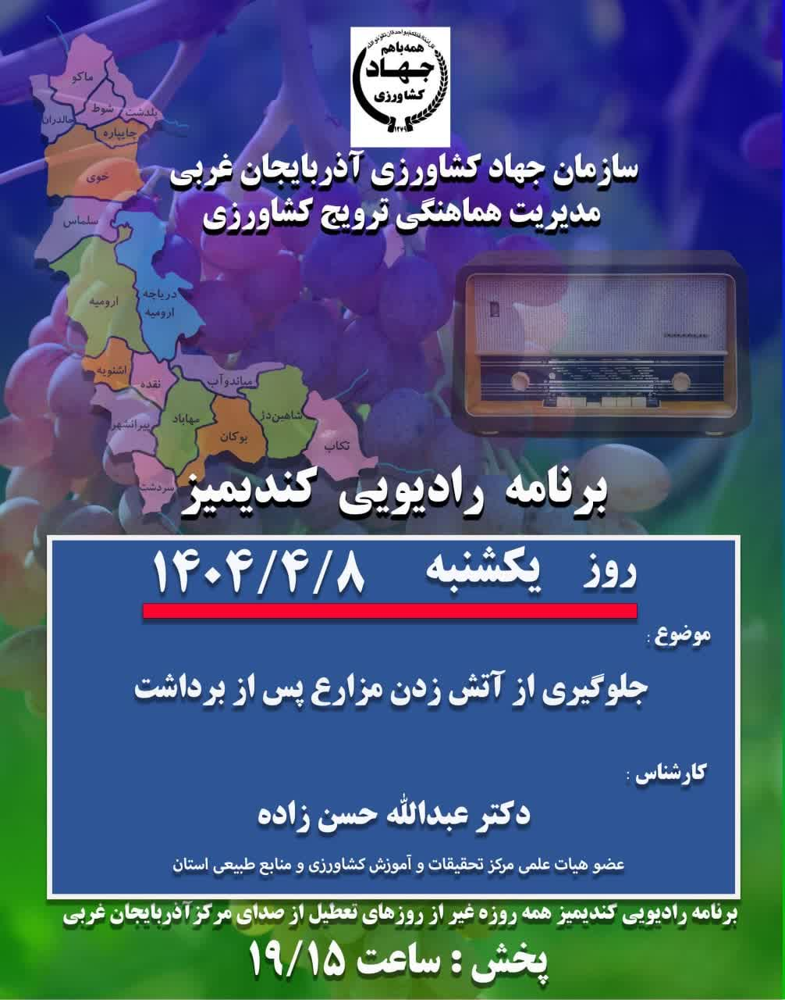 همه باهم
جهاد
کشاورزی
سازمان جهاد کشاورزی آذربایجان غربی
مدیریت هماهنگی ترویج کشاورزی
ماکو
شوط
پلدشت
چالدران
چایپاره
خوی
سلماس
ارومیه
دریاچه
ارومیه
اشنویه
نقده
میاندوآب
شاهین‌دژ
مهاباد
پیرانشهر
بوکان
تکاب
سردشت
برنامه رادیویی کندیمیز
روز یکشنبه ۱۴۰۴/۴/۸
موضوع :
جلوگیری از آتش زدن مزارع پس از برداشت
کارشناس :
دکتر عبدالله حسن زاده
عضو هیات علمی مرکز تحقیقات و آموزش کشاورزی و منابع طبیعی استان
برنامه رادیویی کندیمیز همه روزه غیر از روزهای تعطیل از صدای مرکز آذربایجان غربی
پخش : ساعت ۱۹/۱۵